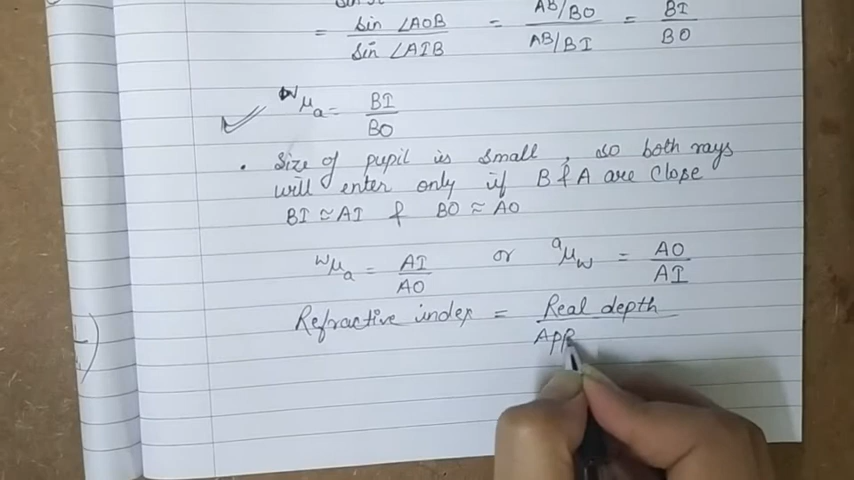 = sin ∠AOB / sin ∠AIB = AB/BO / AB/BI = BI / BO
wμa = BI / BO
• Size of pupil is small, so both rays
will enter only if B & A are close
BI ≈ AI & BO ≈ AO
wμa = AI / AO or aμw = AO / AI
Refractive index = Real depth
App